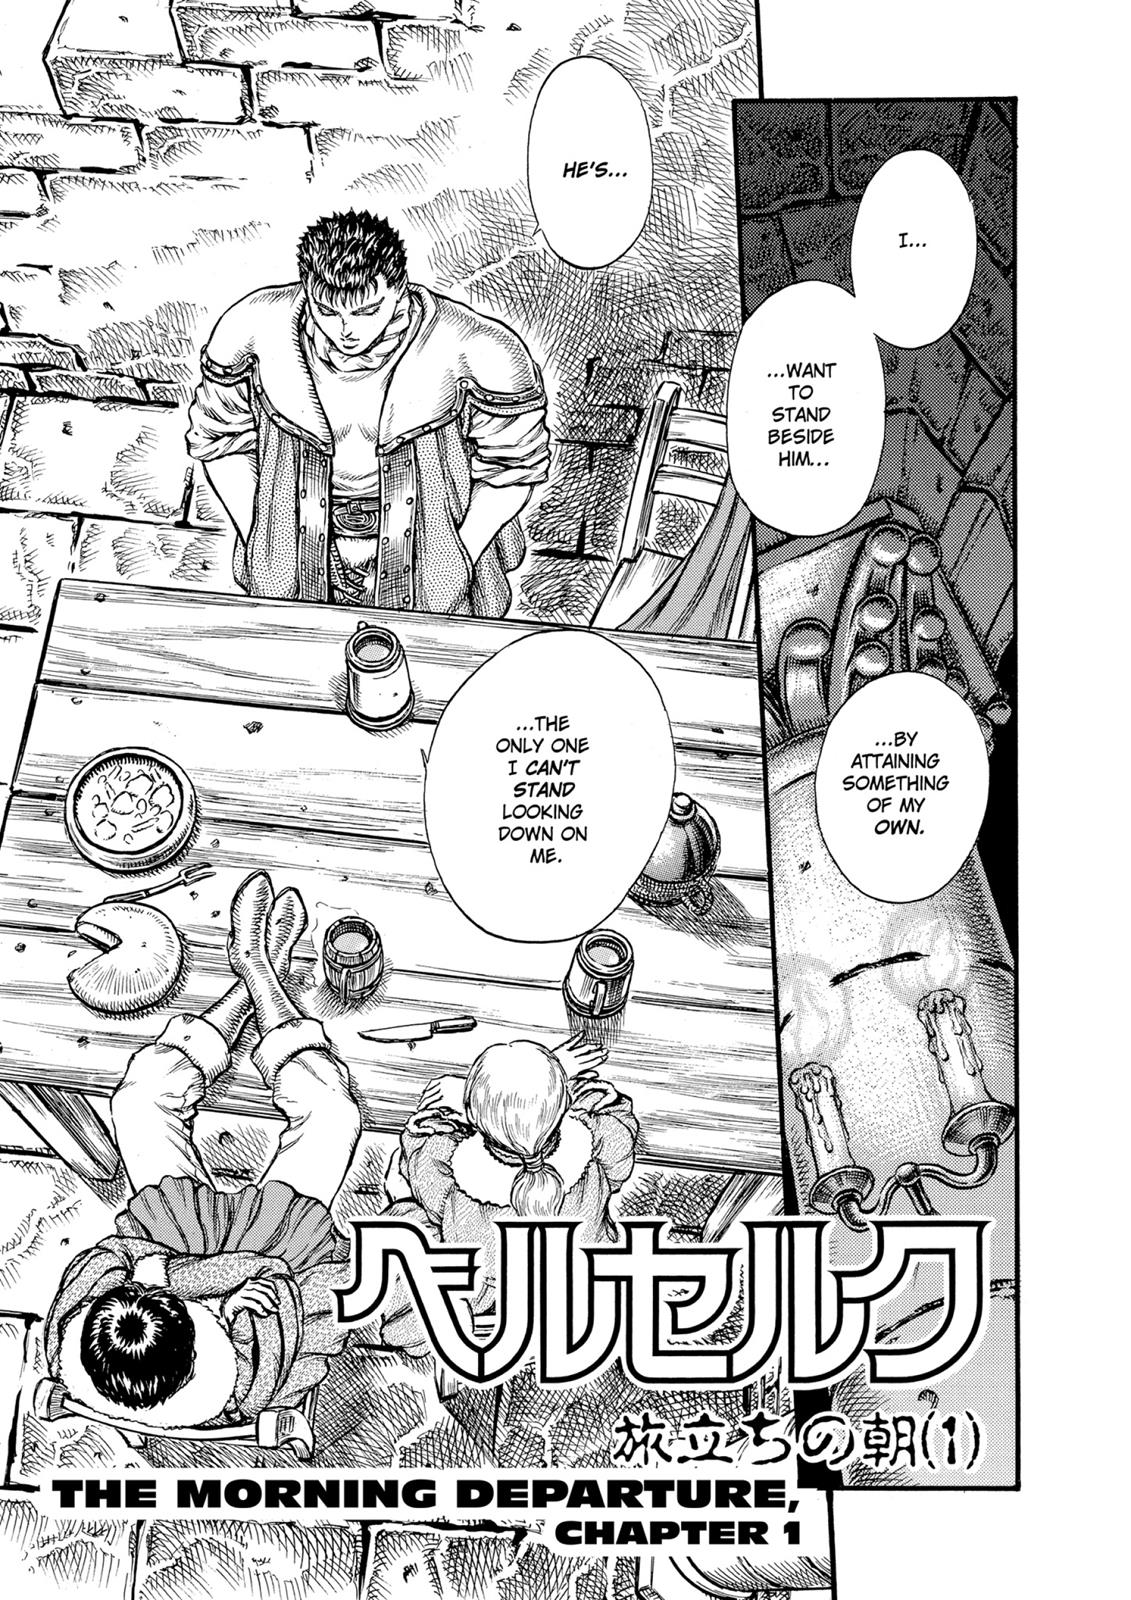 I...
...WANT
TO
STAND
BESIDE
HIM...
...BY
ATTAINING
SOMETHING
OF MY
OWN.
HE'S...
...THE
ONLY ONE
I CAN'T
STAND
LOOKING
DOWN ON
ME.
ベルセルク
旅立ちの朝(1)
THE MORNING DEPARTURE,
CHAPTER 1